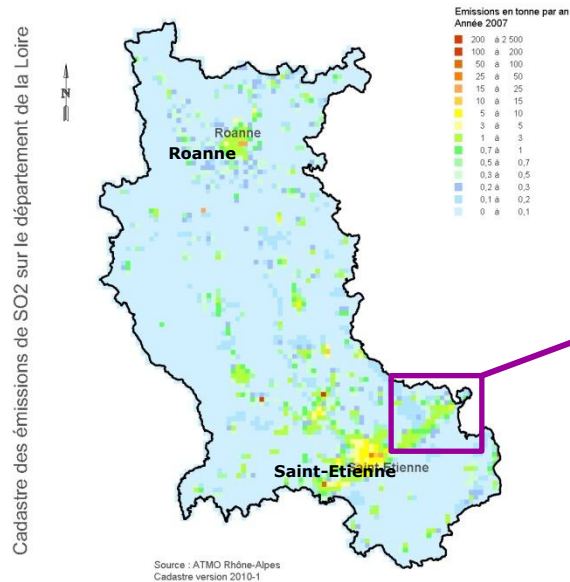 Cadastre des émissions de SO2 sur le département de la Loire
N
Emissions en tonne par an
Année 2007
200 à 2 500
100 à 200
50 à 100
25 à 50
15 à 25
10 à 15
5 à 10
3 à 5
1 à 3
0,7 à 1
0,5 à 0,7
0,3 à 0,5
0,2 à 0,3
0,1 à 0,2
0 à 0,1
Roanne
Roanne
Saint-Etienne
Saint-Etienne
Source : ATMO Rhône-Alpes
Cadastre version 2010-1